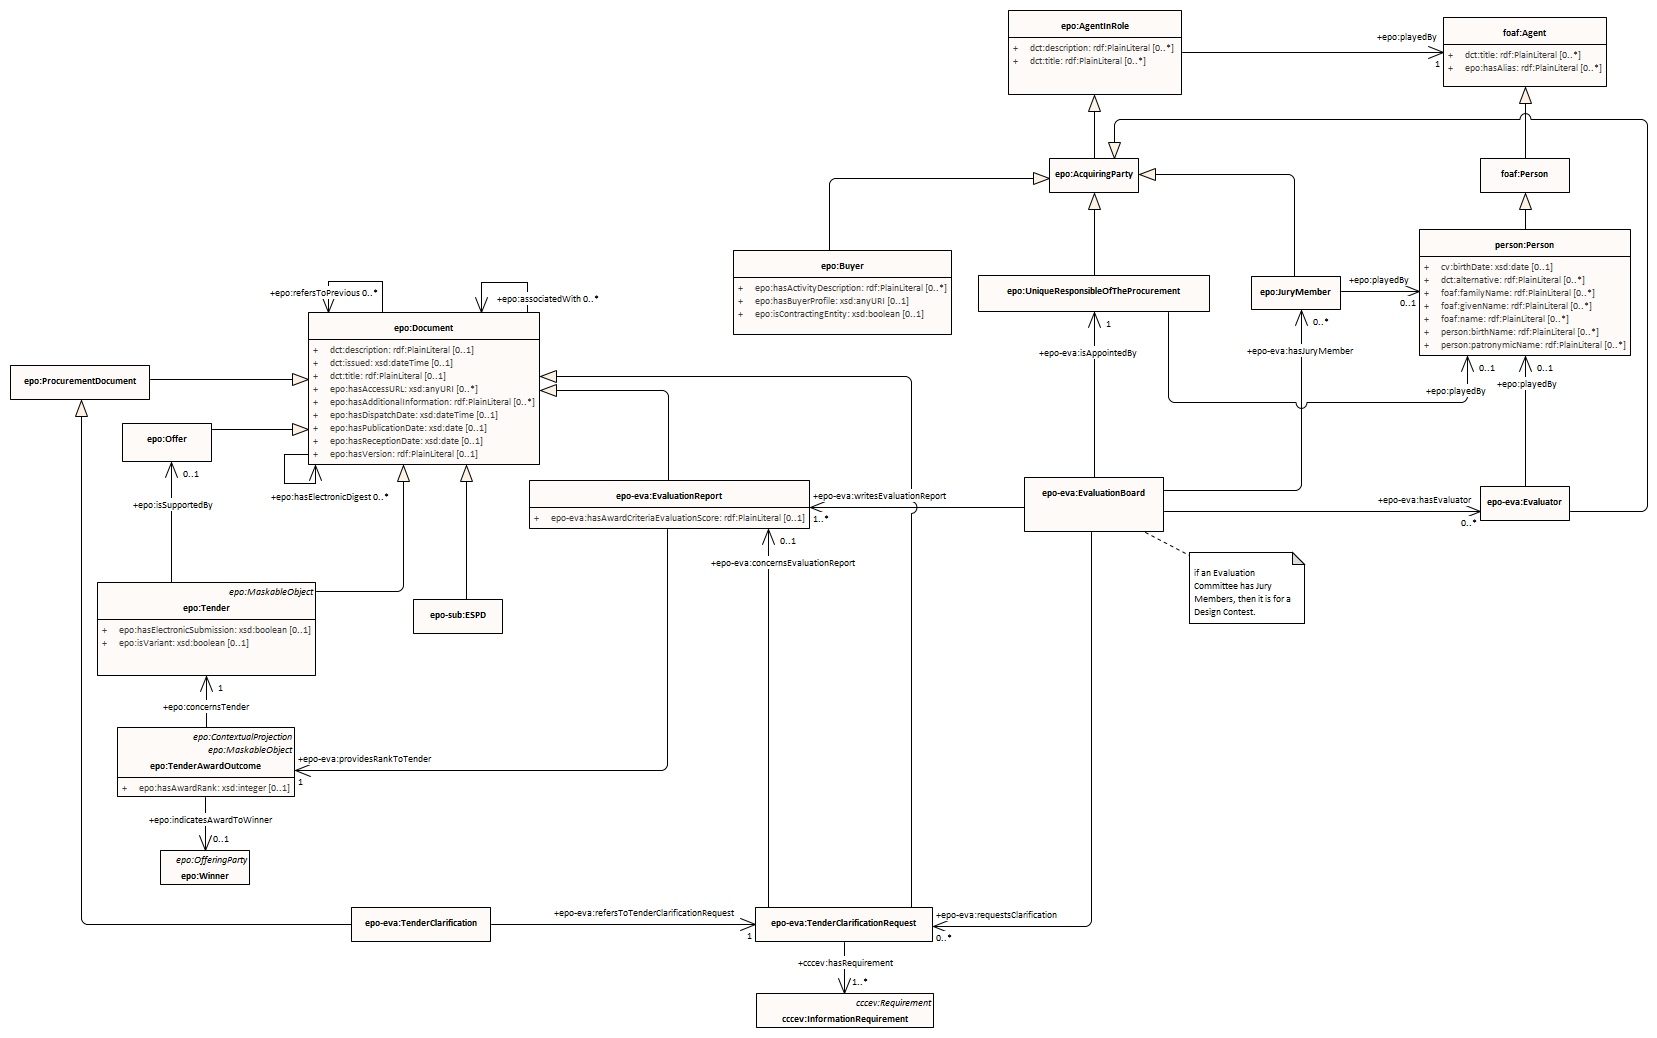 epo:AgentInRole
+ dct:description: rdf:PlainLiteral [0..*]
+ dct:title: rdf:PlainLiteral [0..*]
+epo:playedBy
1
foaf:Agent
+ dct:title: rdf:PlainLiteral [0..*]
+ epo:hasAlias: rdf:PlainLiteral [0..*]
epo:AcquiringParty
foaf:Person
epo:Buyer
+ epo:hasActivityDescription: rdf:PlainLiteral [0..*]
+ epo:hasBuyerProfile: xsd:anyURI [0..1]
+ epo:isContractingEntity: xsd:boolean [0..1]
epo:UniqueResponsibleOfTheProcurement
epo:JuryMember
+epo:playedBy
0..1
person:Person
+ cv:birthDate: xsd:date [0..1]
+ dct:alternative: rdf:PlainLiteral [0..*]
+ foaf:familyName: rdf:PlainLiteral [0..*]
+ foaf:givenName: rdf:PlainLiteral [0..*]
+ foaf:name: rdf:PlainLiteral [0..*]
+ person:birthName: rdf:PlainLiteral [0..*]
+ person:patronymicName: rdf:PlainLiteral [0..*]
+epo:refersToPrevious 0..*
+epo:associatedWith 0..*
epo:Document
+ dct:description: rdf:PlainLiteral [0..1]
+ dct:issued: xsd:dateTime [0..1]
+ dct:title: rdf:PlainLiteral [0..1]
+ epo:hasAccessURL: xsd:anyURI [0..*]
+ epo:hasAdditionalInformation: rdf:PlainLiteral [0..*]
+ epo:hasDispatchDate: xsd:dateTime [0..1]
+ epo:hasPublicationDate: xsd:date [0..1]
+ epo:hasReceptionDate: xsd:date [0..1]
+ epo:hasVersion: rdf:PlainLiteral [0..1]
+epo:hasElectronicDigest 0..*
epo:ProcurementDocument
epo:Offer
0..1
+epo:isSupportedBy
1
+epo-eva:isAppointedBy
0..*
+epo-eva:hasJuryMember
0..1
+epo:playedBy
0..1
+epo:playedBy
epo-eva:EvaluationReport
+ epo-eva:hasAwardCriteriaEvaluationScore: rdf:PlainLiteral [0..1]
+epo-eva:writesEvaluationReport
1..*
epo-eva:EvaluationBoard
+epo-eva:hasEvaluator
0..*
epo-eva:Evaluator
0..1
+epo-eva:concernsEvaluationReport
if an Evaluation
Committee has Jury
Members, then it is for a
Design Contest.
epo:MaskableObject
epo:Tender
+ epo:hasElectronicSubmission: xsd:boolean [0..1]
+ epo:isVariant: xsd:boolean [0..1]
epo-sub:ESPD
1
+epo:concernsTender
epo:ContextualProjection
epo:MaskableObject
epo:TenderAwardOutcome
+ epo:hasAwardRank: xsd:integer [0..1]
+epo-eva:providesRankToTender
1
+epo:indicatesAwardToWinner
0..1
epo:OfferingParty
epo:Winner
epo-eva:TenderClarification
+epo-eva:refersToTenderClarificationRequest
1
epo-eva:TenderClarificationRequest
+epo-eva:requestsClarification
0..*
+cccev:hasRequirement
1..*
cccev:Requirement
cccev:InformationRequirement